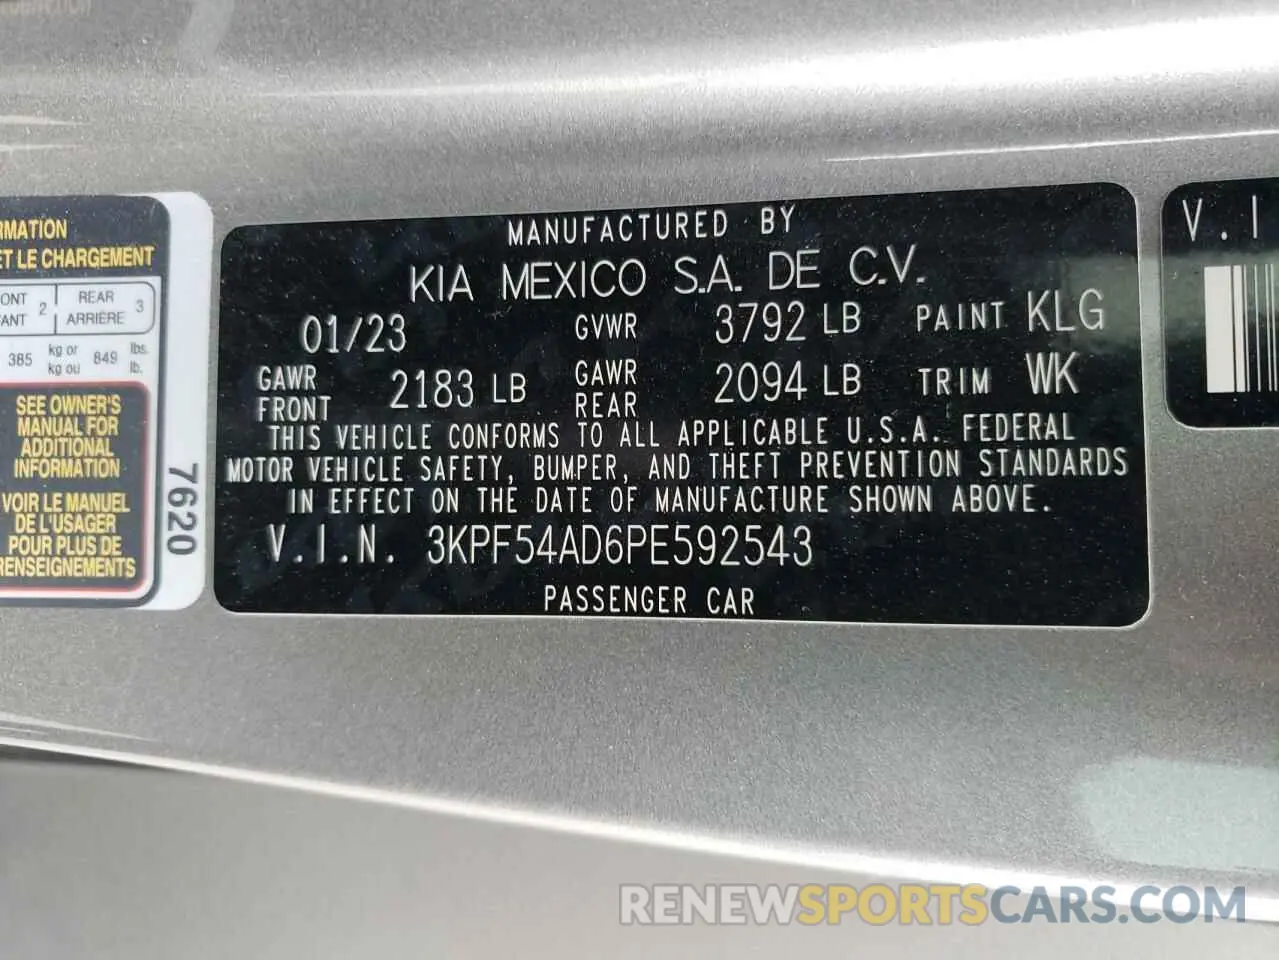 RMATION
ET LE CHARGEMENT
ONT 2 REAR 3
ANT ARRIÈRE
385 kg or 849 lbs.
kg ou lb.
SEE OWNER'S
MANUAL FOR
ADDITIONAL
INFORMATION
VOIR LE MANUEL
DE L'USAGER
POUR PLUS DE
RENSEIGNEMENTS
7620
MANUFACTURED BY
KIA MEXICO S.A. DE C.V.
01/23 GVWR 3792 LB PAINT KLG
GAWR FRONT 2183 LB GAWR REAR 2094 LB TRIM WK
THIS VEHICLE CONFORMS TO ALL APPLICABLE U.S.A. FEDERAL
MOTOR VEHICLE SAFETY, BUMPER, AND THEFT PREVENTION STANDARDS
IN EFFECT ON THE DATE OF MANUFACTURE SHOWN ABOVE.
V.I.N. 3KPF54AD6PE592543
PASSENGER CAR
V.I
RENEWSPORTSCARS.COM